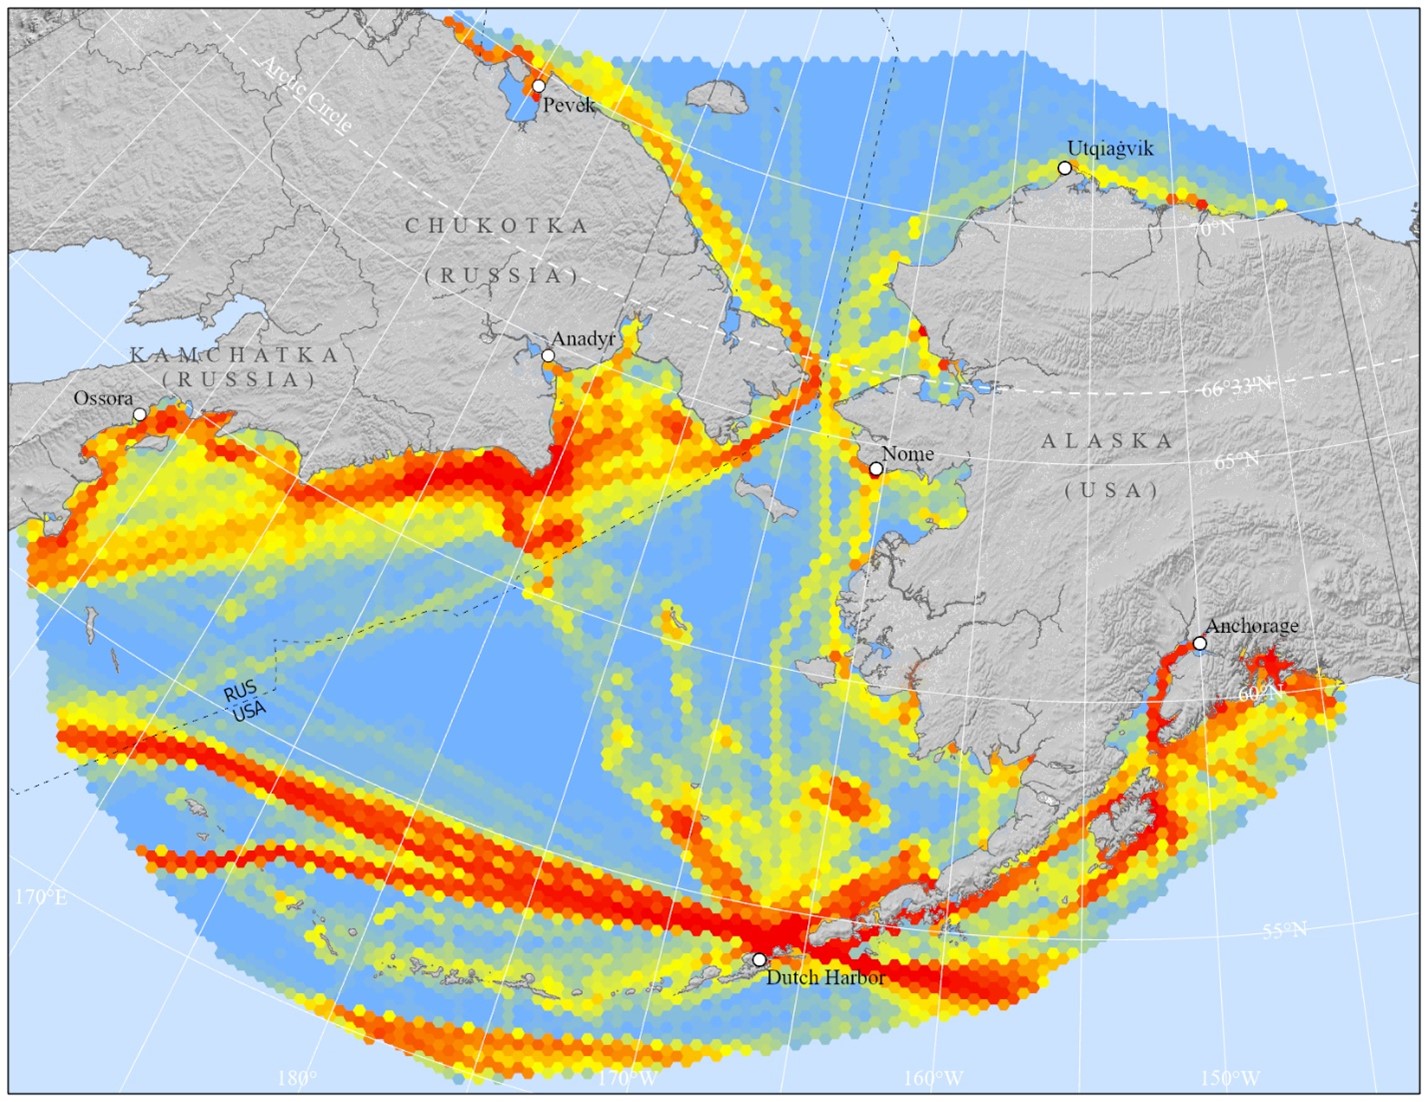 Arctic Circle
Pevek
Utqiaġvik
CHUKOTKA
(RUSSIA)
70°N
Anadyr
KAMCHATKA
(RUSSIA)
66°33'N
Ossora
ALASKA
(USA)
Nome
65°N
Anchorage
RUS
USA
60°N
170°E
55°N
Dutch Harbor
180°
170°W
160°W
150°W